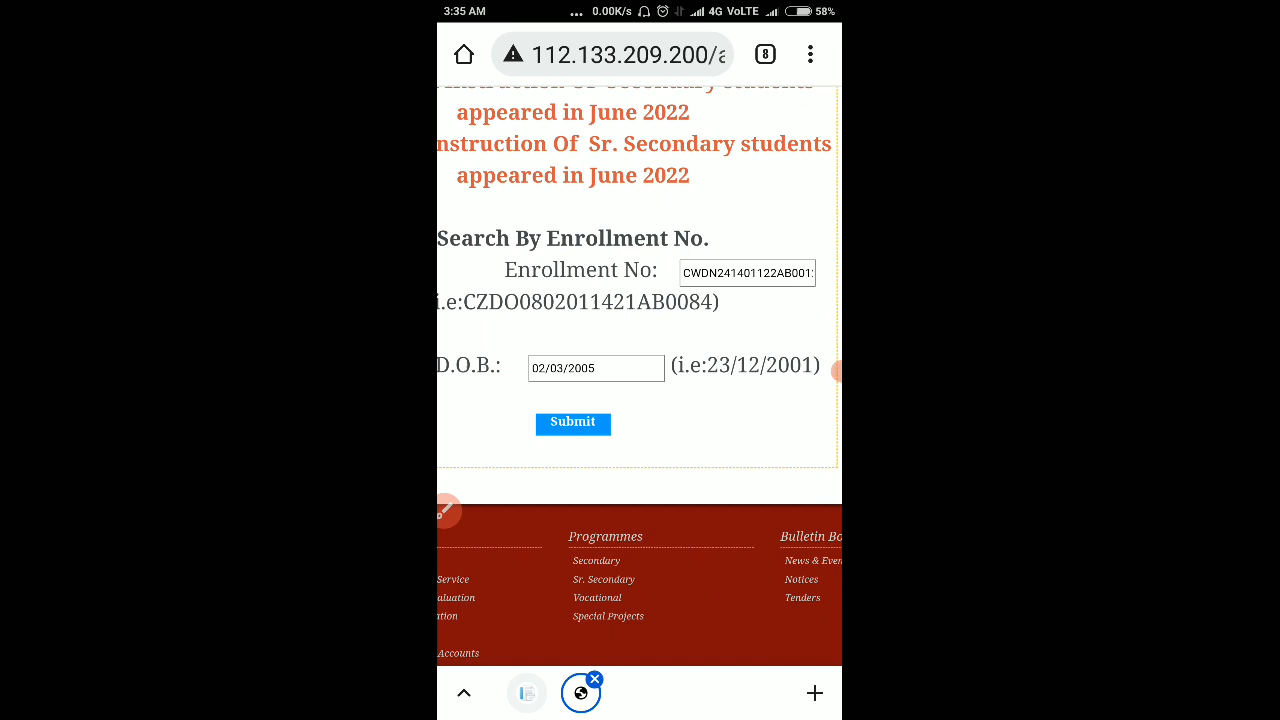 3:35 AM ... 0.00K/s 4G VoLTE 58%
112.133.209.200/a
appeared in June 2022
nstruction Of Sr. Secondary students
appeared in June 2022
Search By Enrollment No.
Enrollment No: CWDN241401122AB001
i.e:CZDO0802011421AB0084)
D.O.B.: 02/03/2005 (i.e:23/12/2001)
Submit
Programmes Bulletin Bo
Secondary News & Even
Service Sr. Secondary Notices
aluation Vocational Tenders
ation Special Projects
Accounts